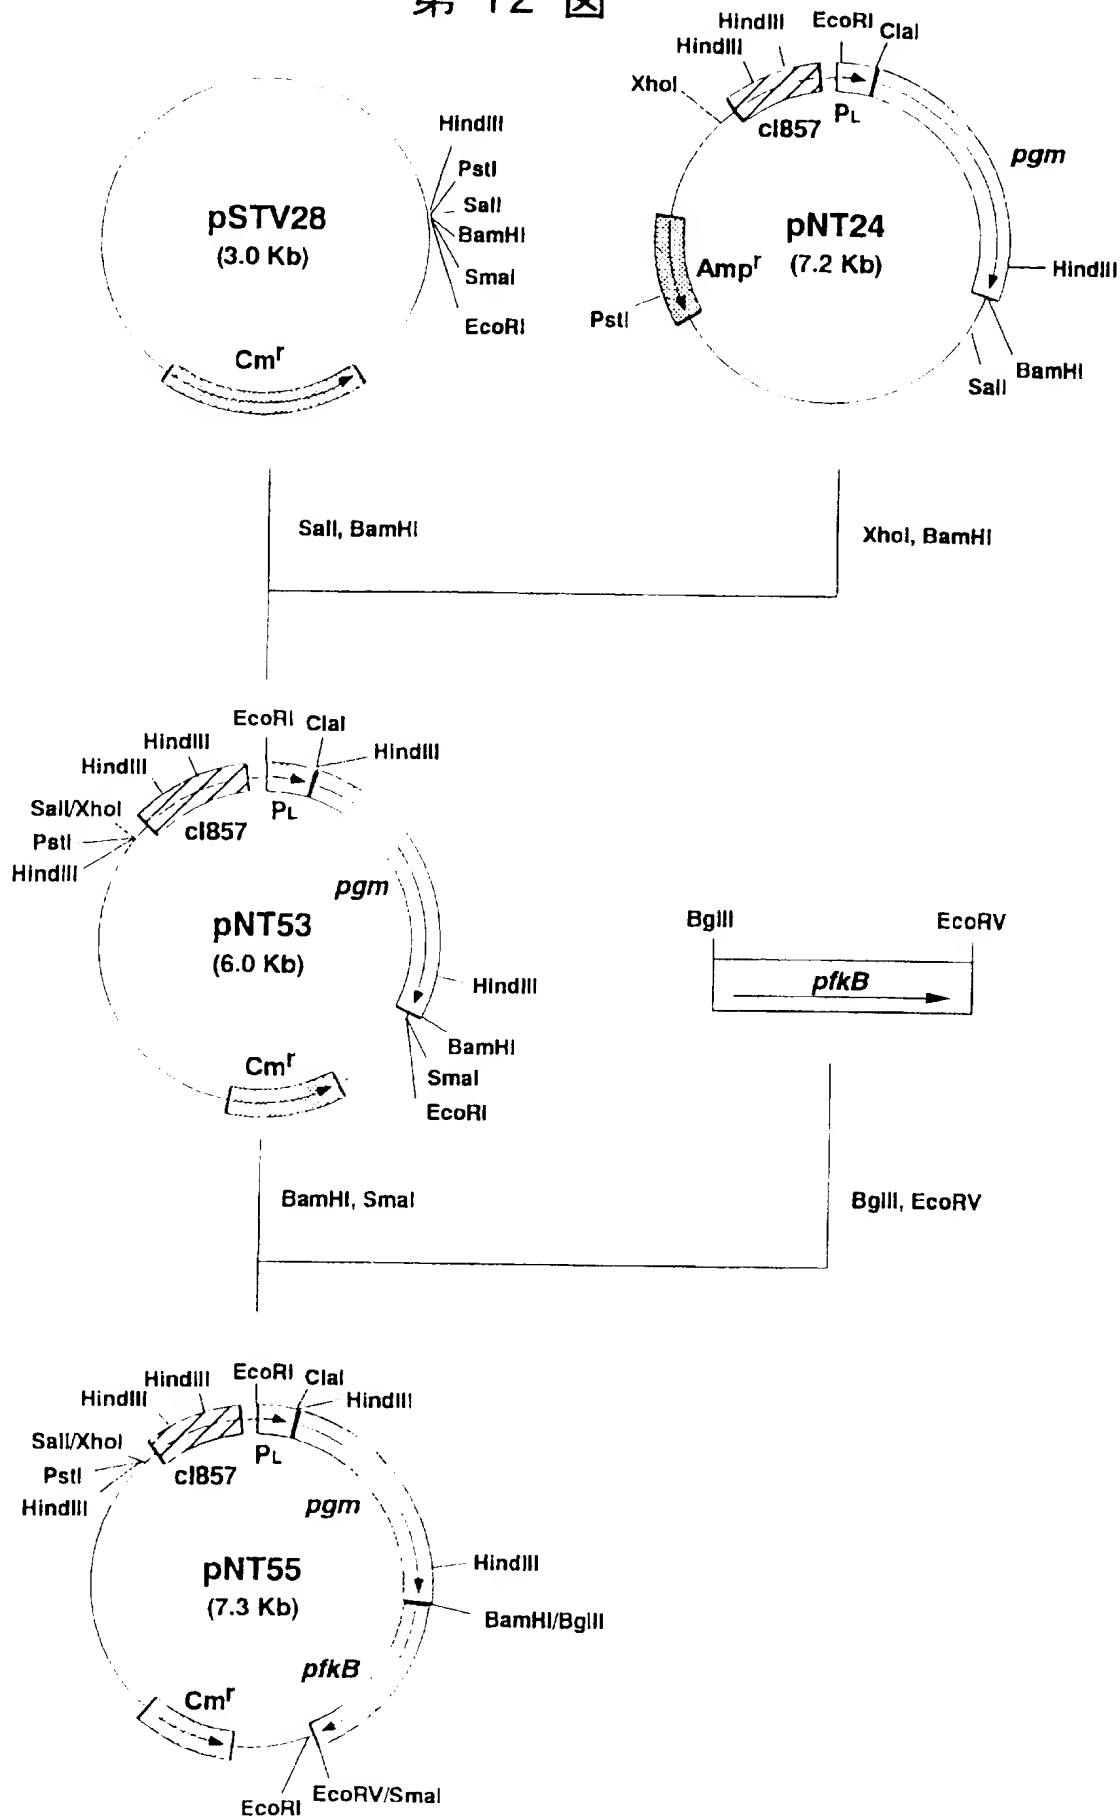 第 12 図
HindIII
EcoRI
ClaI
HindIII
XhoI
cI857
PL
pgm
HindIII
PstI
SalI
BamHI
SmaI
EcoRI
pSTV28
(3.0 Kb)
Cmr
pNT24
(7.2 Kb)
Ampr
PstI
HindIII
BamHI
SalI
SalI, BamHI
XhoI, BamHI
EcoRI
ClaI
HindIII
HindIII
HindIII
SalI/XhoI
PstI
HindIII
cI857
PL
pgm
pNT53
(6.0 Kb)
HindIII
BamHI
SmaI
EcoRI
Cmr
BglII
EcoRV
pfkB
BamHI, SmaI
BglII, EcoRV
EcoRI
ClaI
HindIII
HindIII
HindIII
SalI/XhoI
PstI
HindIII
cI857
PL
pgm
pNT55
(7.3 Kb)
HindIII
BamHI/BglII
pfkB
Cmr
EcoRV/SmaI
EcoRI